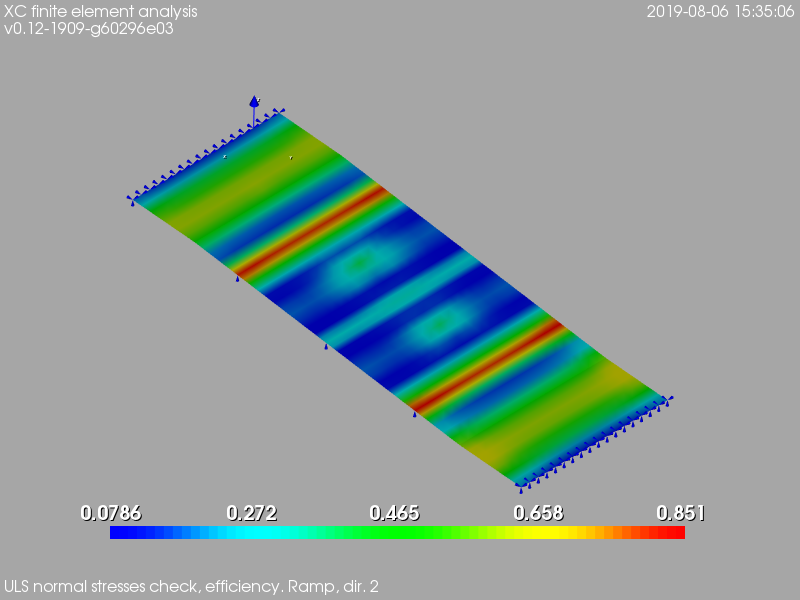 XC finite element analysis
v0.12-1909-g60296e03
2019-08-06 15:35:06
0.0786 0.272 0.465 0.658 0.851
ULS normal stresses check, efficiency. Ramp, dir. 2